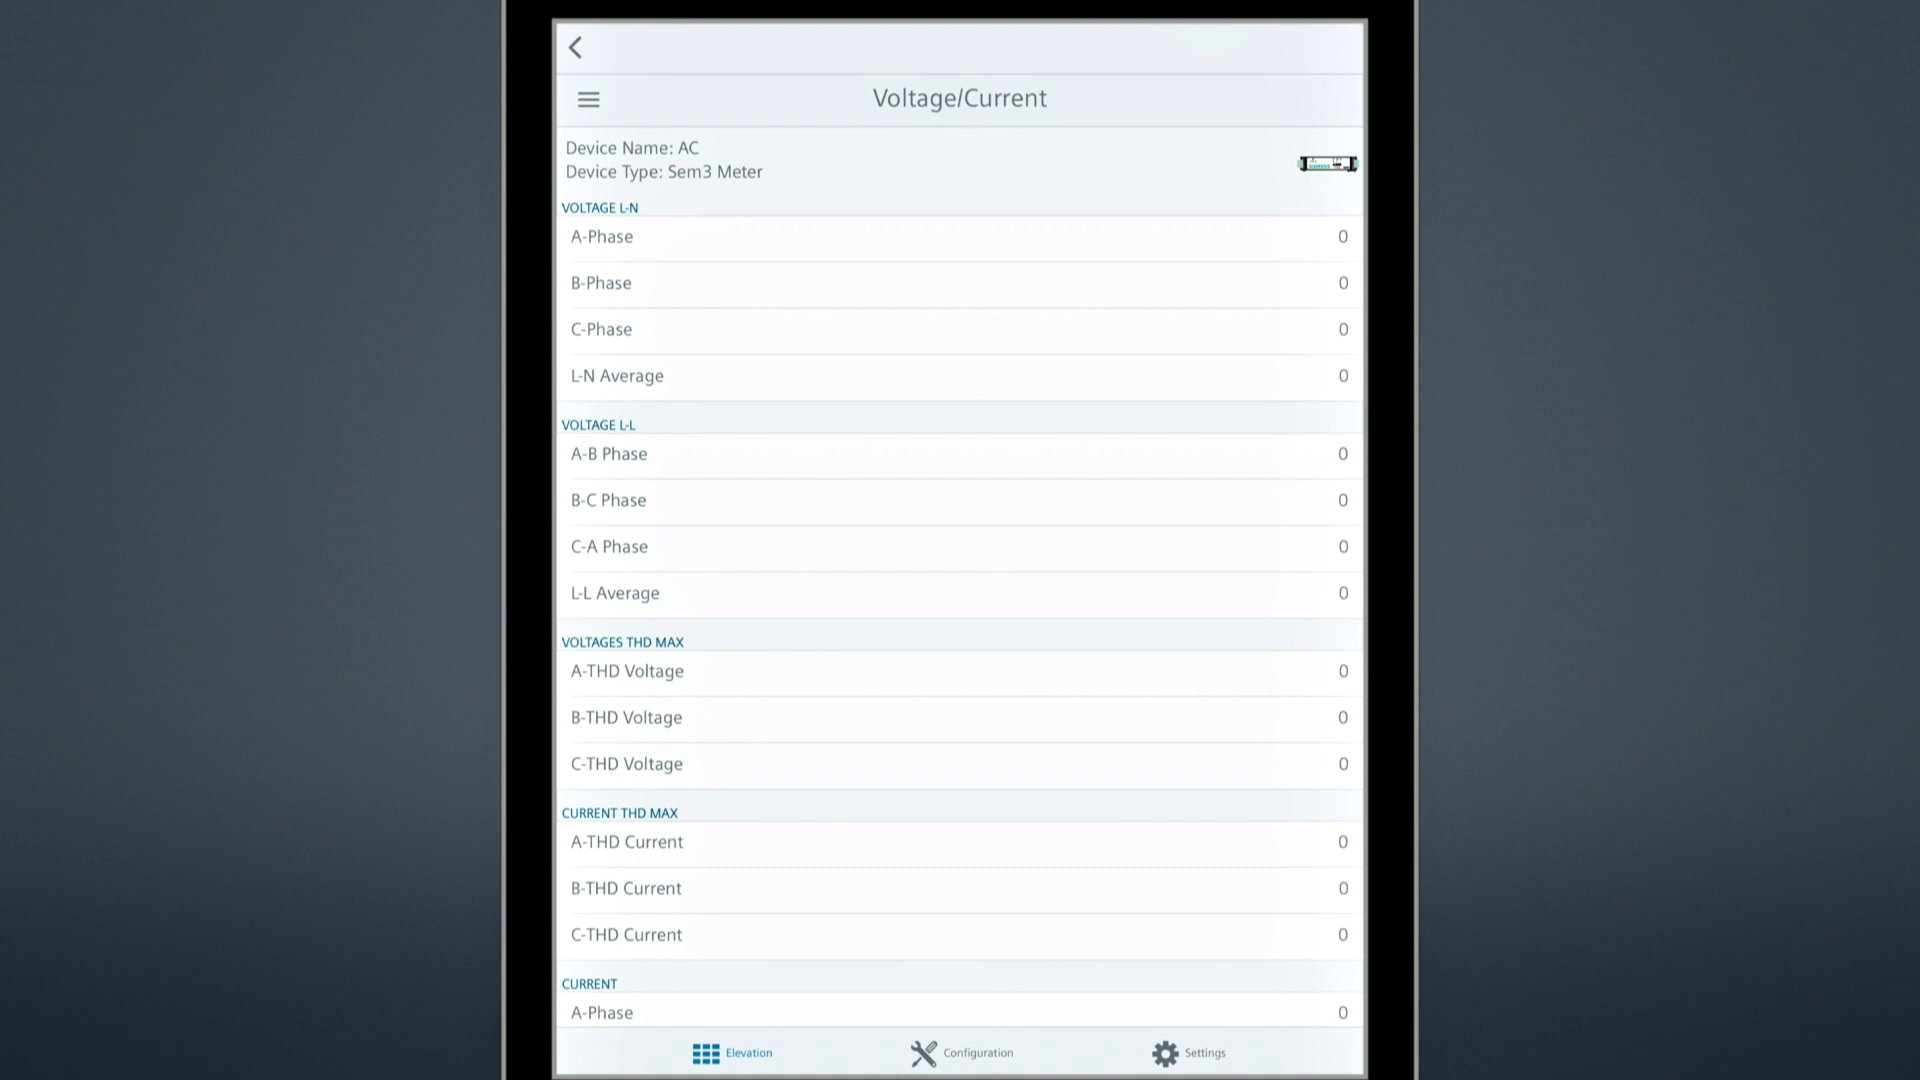 Voltage/Current
Device Name: AC
Device Type: Sem3 Meter
SIEMENS
VOLTAGE L-N
A-Phase 0
B-Phase 0
C-Phase 0
L-N Average 0
VOLTAGE L-L
A-B Phase 0
B-C Phase 0
C-A Phase 0
L-L Average 0
VOLTAGES THD MAX
A-THD Voltage 0
B-THD Voltage 0
C-THD Voltage 0
CURRENT THD MAX
A-THD Current 0
B-THD Current 0
C-THD Current 0
CURRENT
A-Phase 0
Elevation Configuration Settings